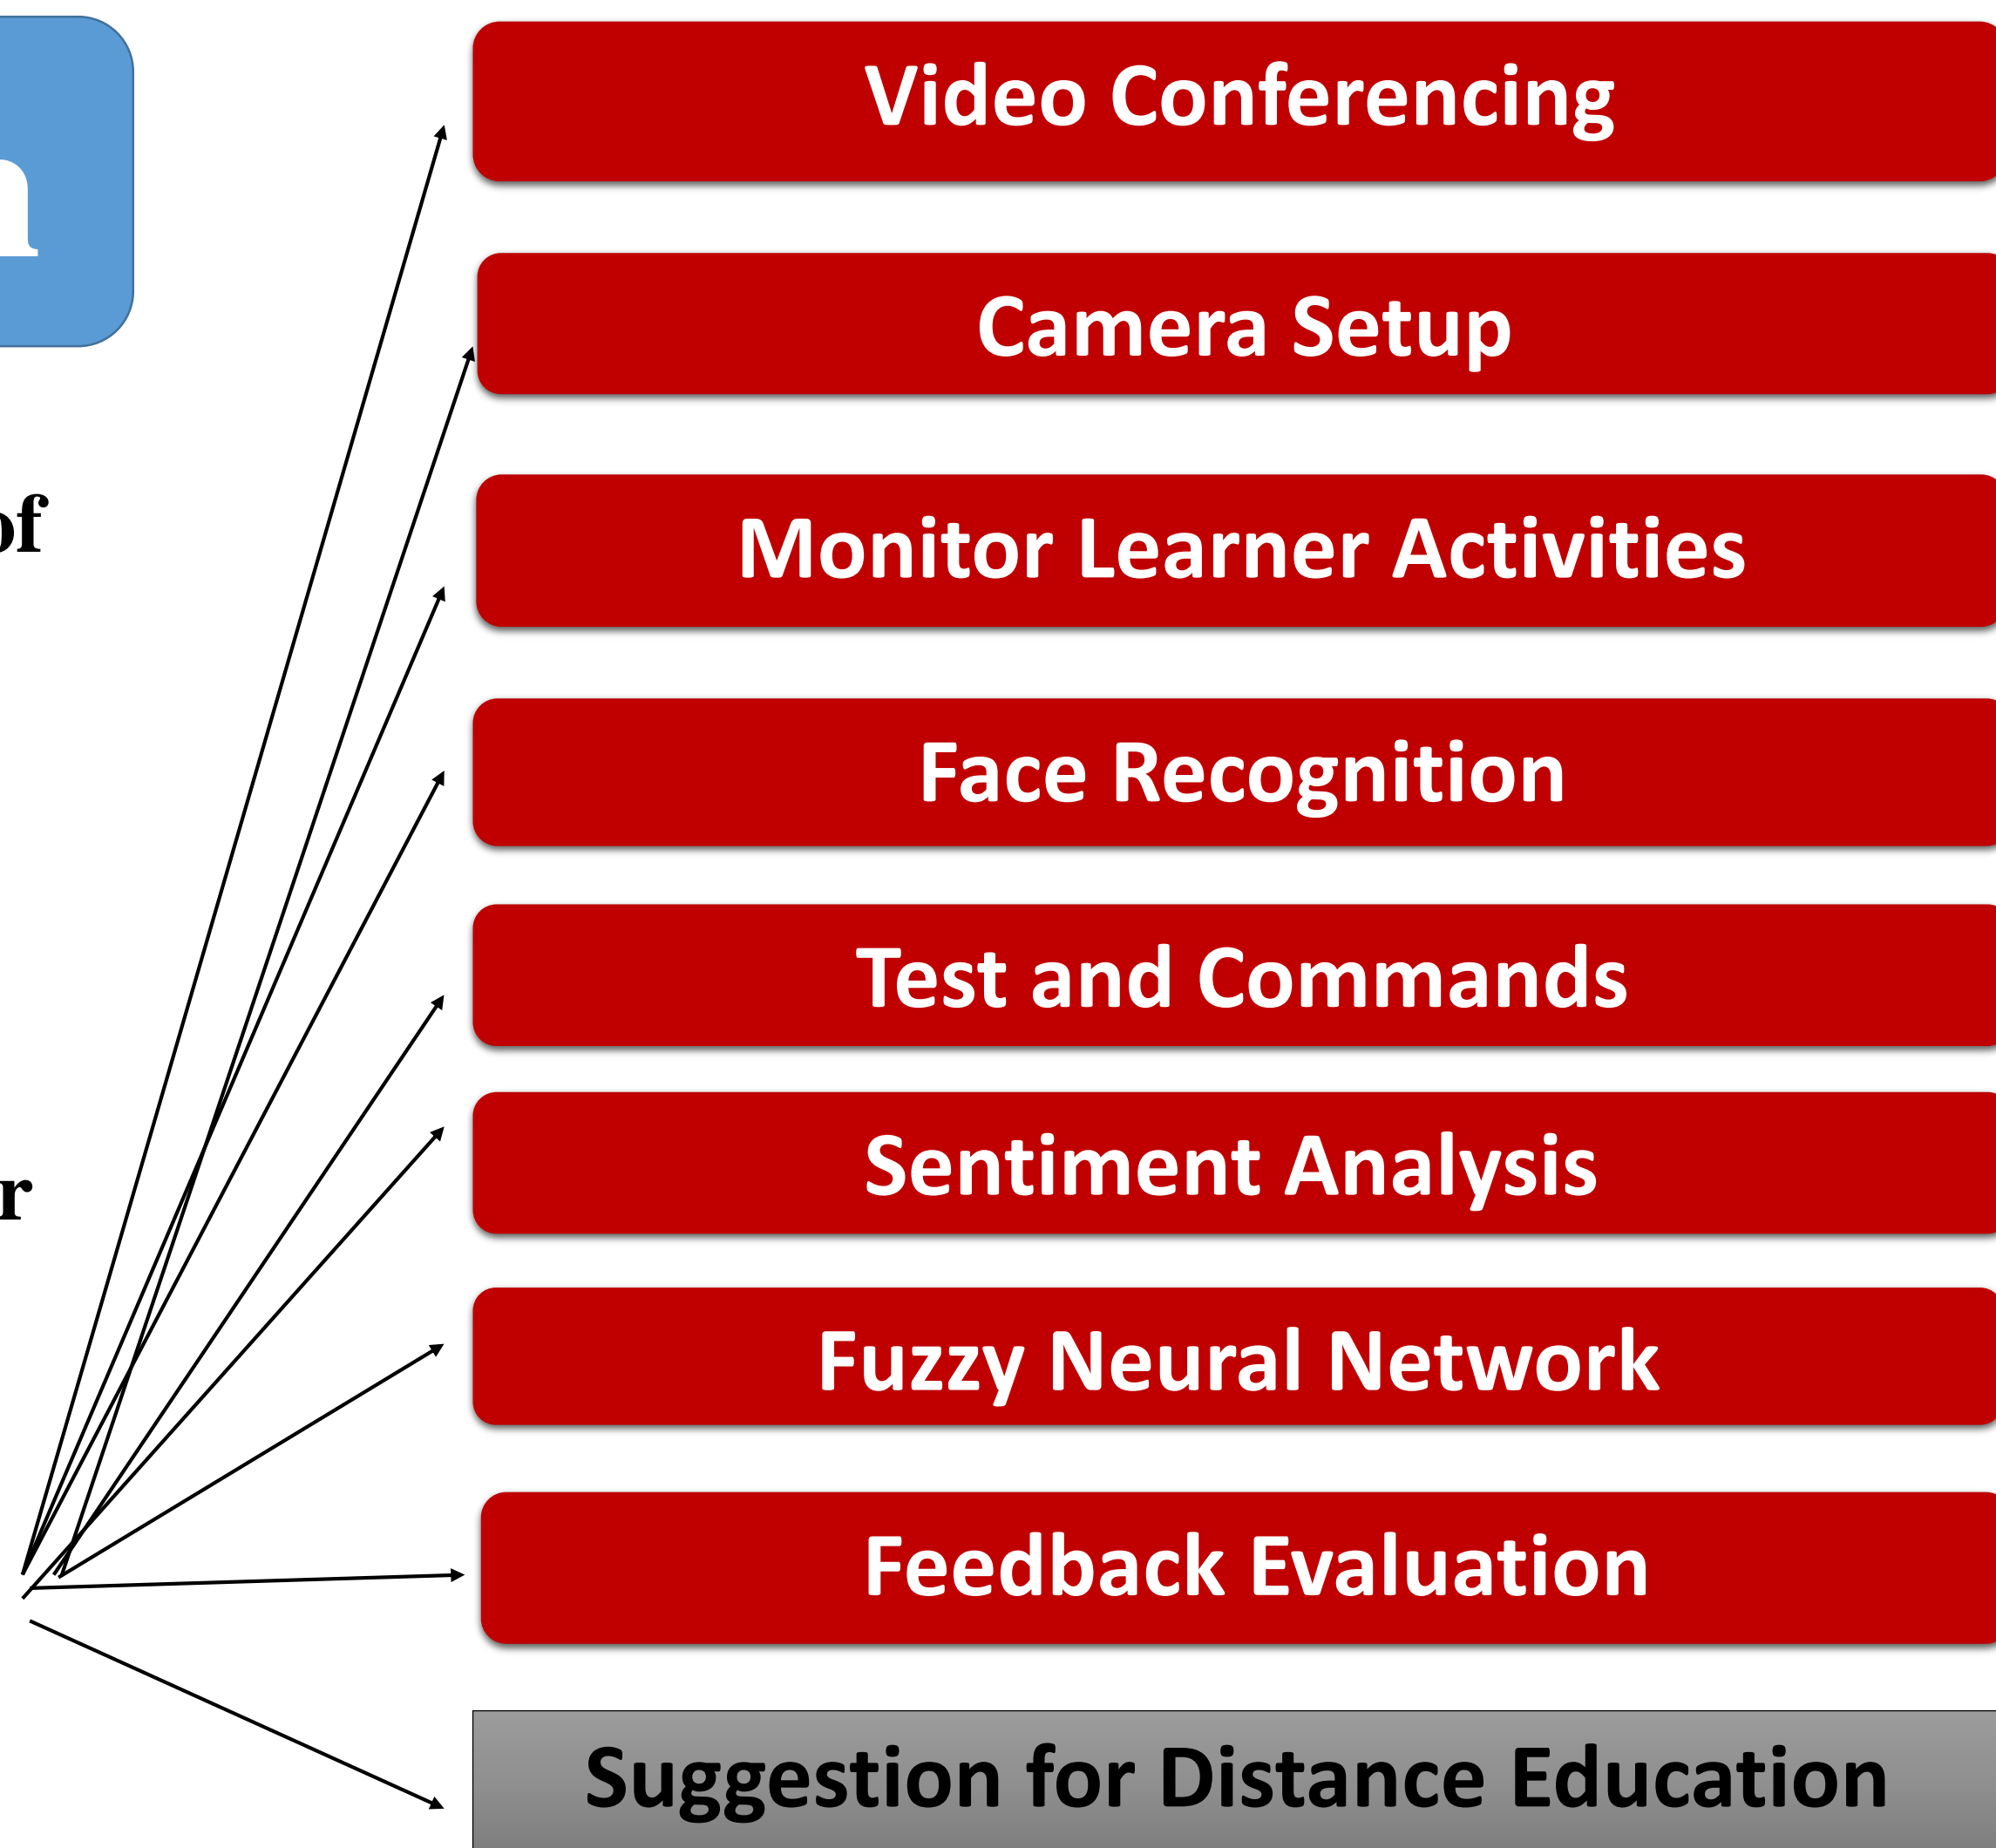 of
r
Video Conferencing
Camera Setup
Monitor Learner Activities
Face Recognition
Test and Commands
Sentiment Analysis
Fuzzy Neural Network
Feedback Evaluation
Suggestion for Distance Education